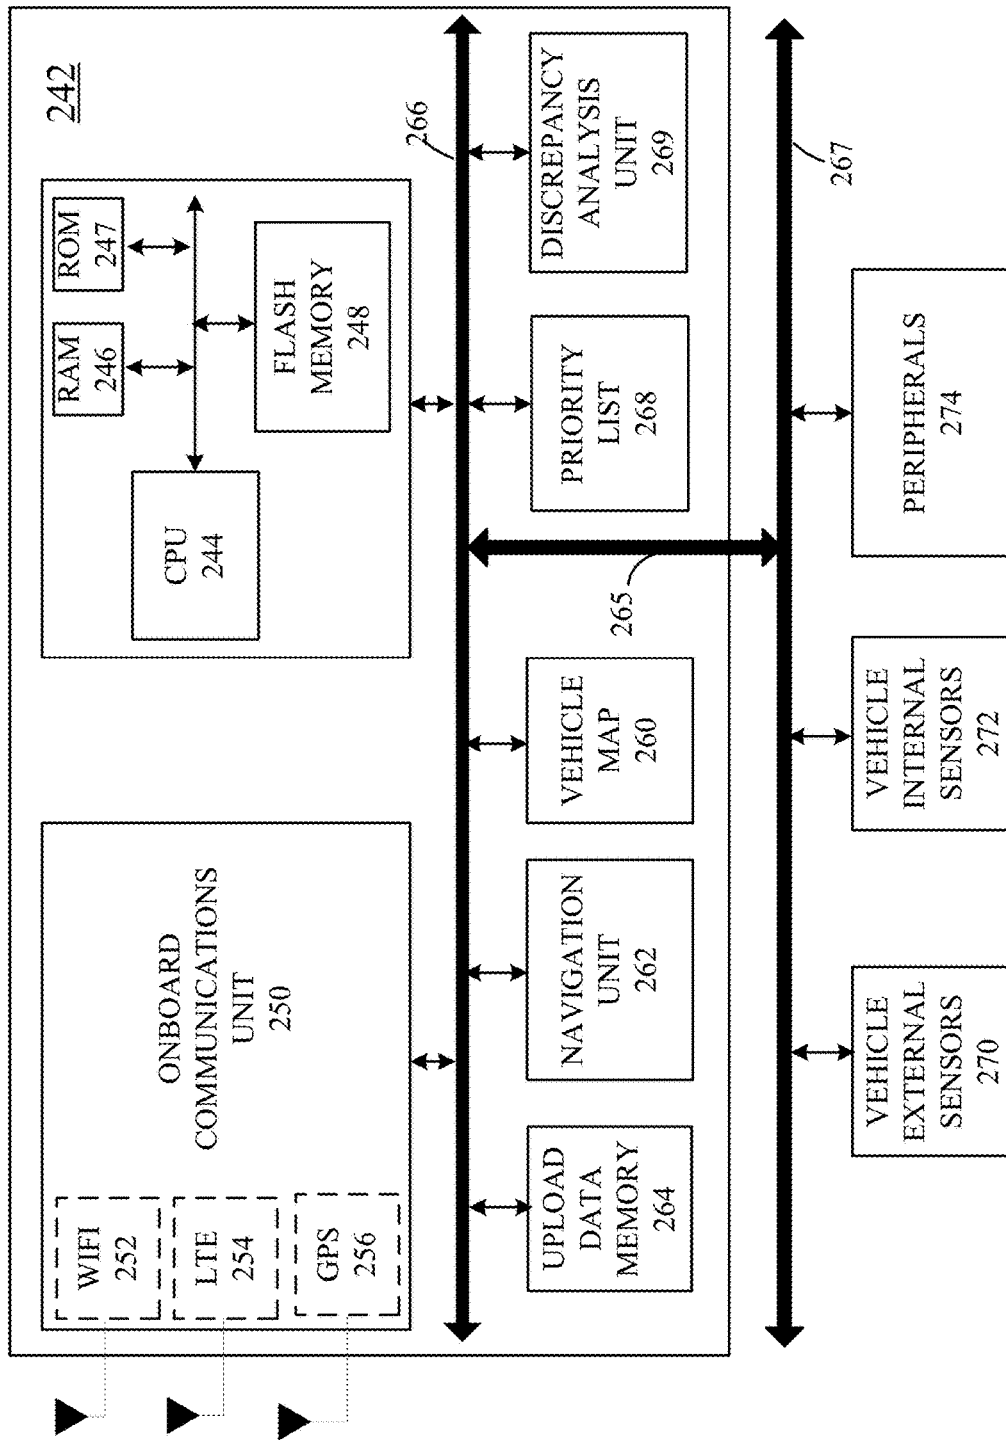 242
ONBOARD
COMMUNICATIONS
UNIT
250
WIFI
252
LTE
254
GPS
256
CPU
244
RAM
246
ROM
247
FLASH
MEMORY
248
266
UPLOAD
DATA
MEMORY
264
NAVIGATION
UNIT
262
VEHICLE
MAP
260
PRIORITY
LIST
268
DISCREPANCY
ANALYSIS
UNIT
269
265
267
VEHICLE
EXTERNAL
SENSORS
270
VEHICLE
INTERNAL
SENSORS
272
PERIPHERALS
274